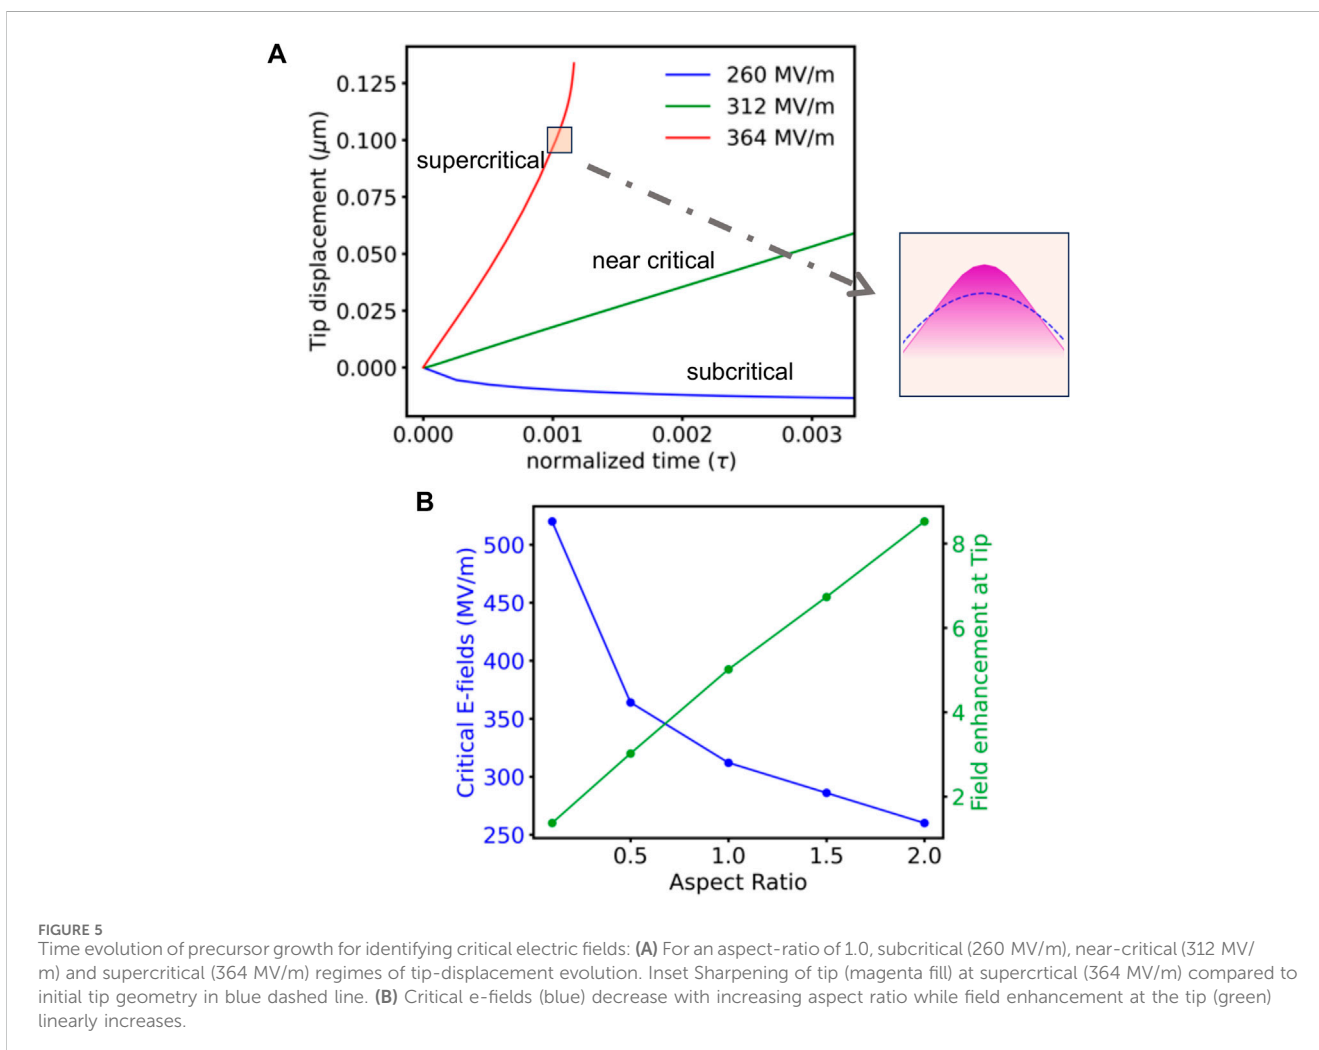 A
0.125
0.100
0.075
0.050
0.025
0.000
Tip displacement (μm)
260 MV/m
312 MV/m
364 MV/m
supercritical
near critical
subcritical
0.000 0.001 0.002 0.003
normalized time (τ)
B
500
450
400
350
300
250
Critical E-fields (MV/m)
8
6
4
2
Field enhancement at Tip
0.5 1.0 1.5 2.0
Aspect Ratio
FIGURE 5
Time evolution of precursor growth for identifying critical electric fields: (A) For an aspect-ratio of 1.0, subcritical (260 MV/m), near-critical (312 MV/
m) and supercritical (364 MV/m) regimes of tip-displacement evolution. Inset Sharpening of tip (magenta fill) at supercrtical (364 MV/m) compared to
initial tip geometry in blue dashed line. (B) Critical e-fields (blue) decrease with increasing aspect ratio while field enhancement at the tip (green)
linearly increases.